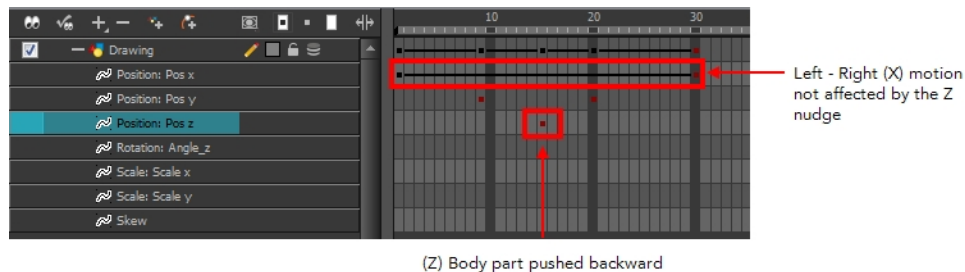 10 20 30
Drawing
Position: Pos x
Position: Pos y
Position: Pos z
Rotation: Angle_z
Scale: Scale x
Scale: Scale y
Skew
Left - Right (X) motion
not affected by the Z
nudge
(Z) Body part pushed backward